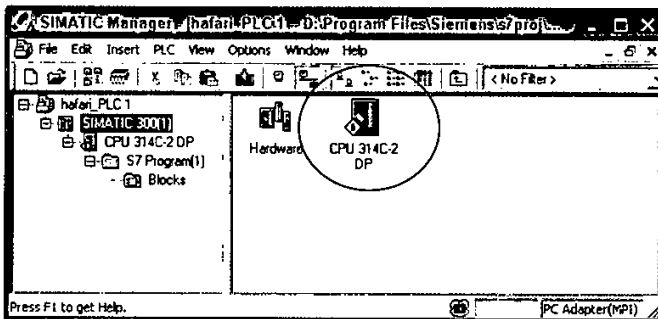 SIMATIC Manager - [hafari_PLC 1 -- D:\Program Files\Siemens\s7proj\...
File Edit Insert PLC View Options Window Help
< No Filter >
hafari_PLC 1
SIMATIC 300(1)
CPU 314C-2 DP
S7 Program(1)
Blocks
Hardware
CPU 314C-2
DP
Press F1 to get Help.
PC Adapter(MPI)